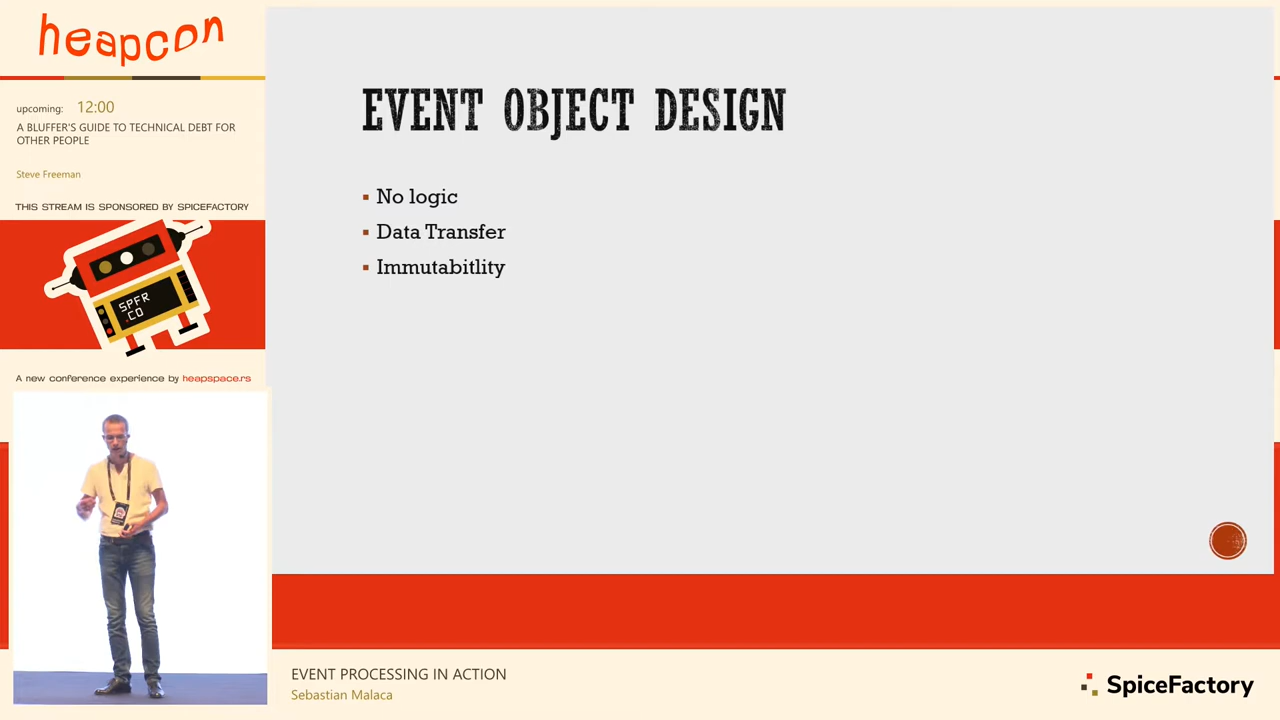 heapcon
upcoming: 12:00
A BLUFFER'S GUIDE TO TECHNICAL DEBT FOR
OTHER PEOPLE
Steve Freeman
THIS STREAM IS SPONSORED BY SPICEFACTORY
SPFR
.CO
A new conference experience by heapspace.rs
EVENT OBJECT DESIGN
▪ No logic
▪ Data Transfer
▪ Immutabitlity
EVENT PROCESSING IN ACTION
Sebastian Malaca
SpiceFactory